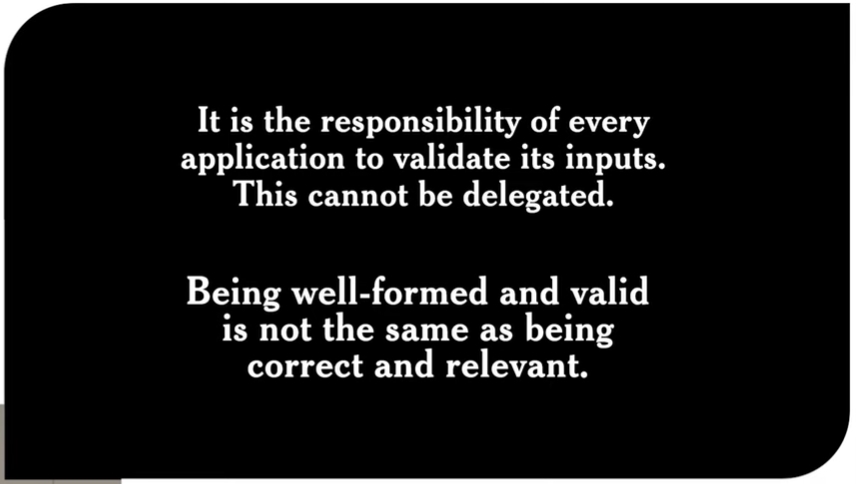 It is the responsibility of every
application to validate its inputs.
This cannot be delegated.
Being well-formed and valid
is not the same as being
correct and relevant.